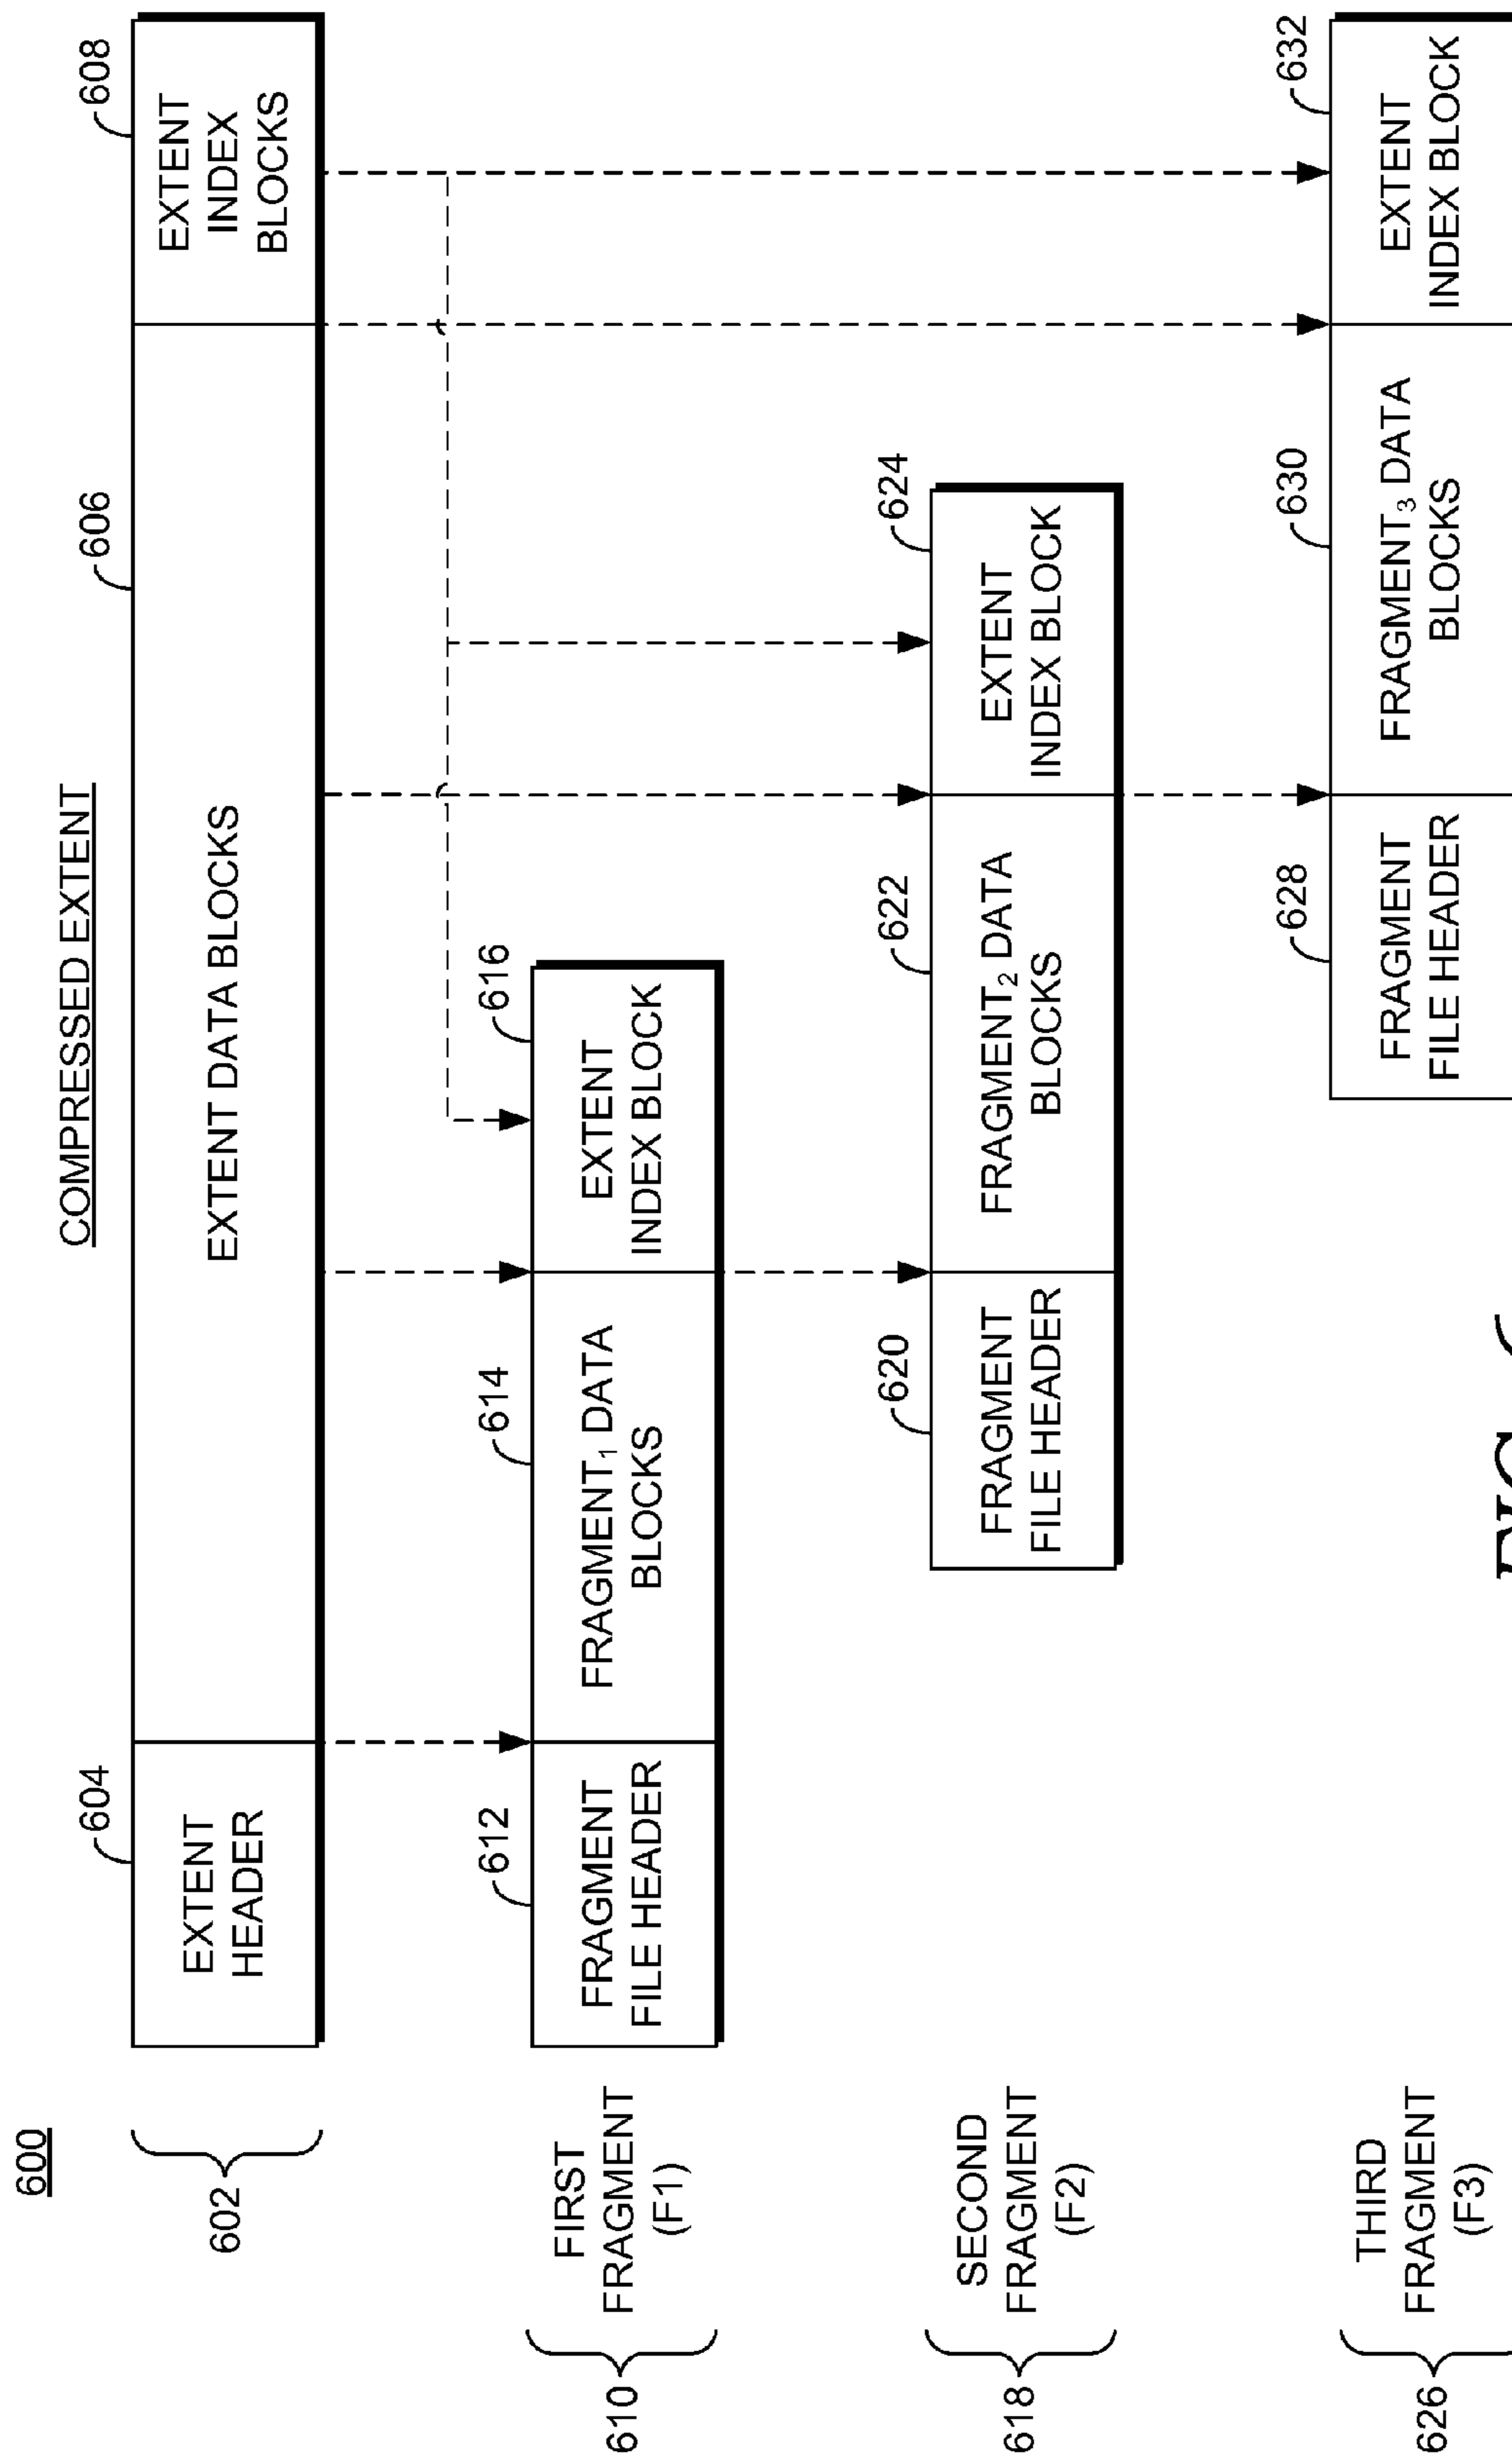 600
COMPRESSED EXTENT
602
604
606
608
EXTENT
HEADER
EXTENT DATA BLOCKS
EXTENT
INDEX
BLOCKS
610
FIRST
FRAGMENT
(F1)
612
614
616
FRAGMENT
FILE HEADER
FRAGMENT₁ DATA
BLOCKS
EXTENT
INDEX BLOCK
618
SECOND
FRAGMENT
(F2)
620
622
624
FRAGMENT
FILE HEADER
FRAGMENT₂ DATA
BLOCKS
EXTENT
INDEX BLOCK
626
THIRD
FRAGMENT
(F3)
628
630
632
FRAGMENT
FILE HEADER
FRAGMENT₃ DATA
BLOCKS
EXTENT
INDEX BLOCK